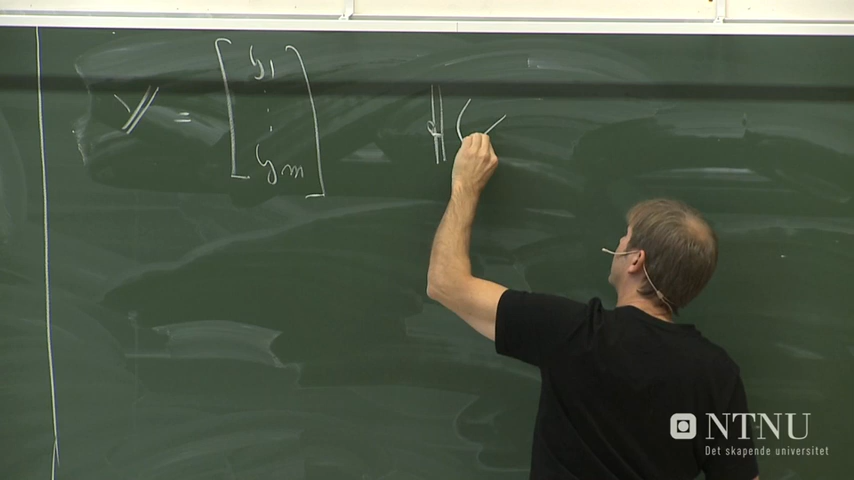 y = [ y1 ⋮ ym ]
NTNU
Det skapende universitet